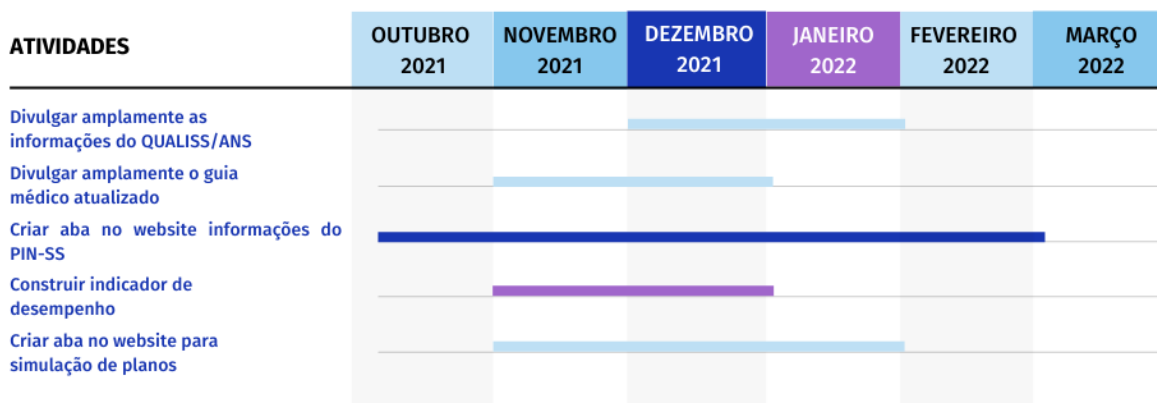 ATIVIDADES
OUTUBRO
2021
NOVEMBRO
2021
DEZEMBRO
2021
JANEIRO
2022
FEVEREIRO
2022
MARÇO
2022
Divulgar amplamente as
informações do QUALISS/ANS
Divulgar amplamente o guia
médico atualizado
Criar aba no website informações do
PIN-SS
Construir indicador de
desempenho
Criar aba no website para
simulação de planos